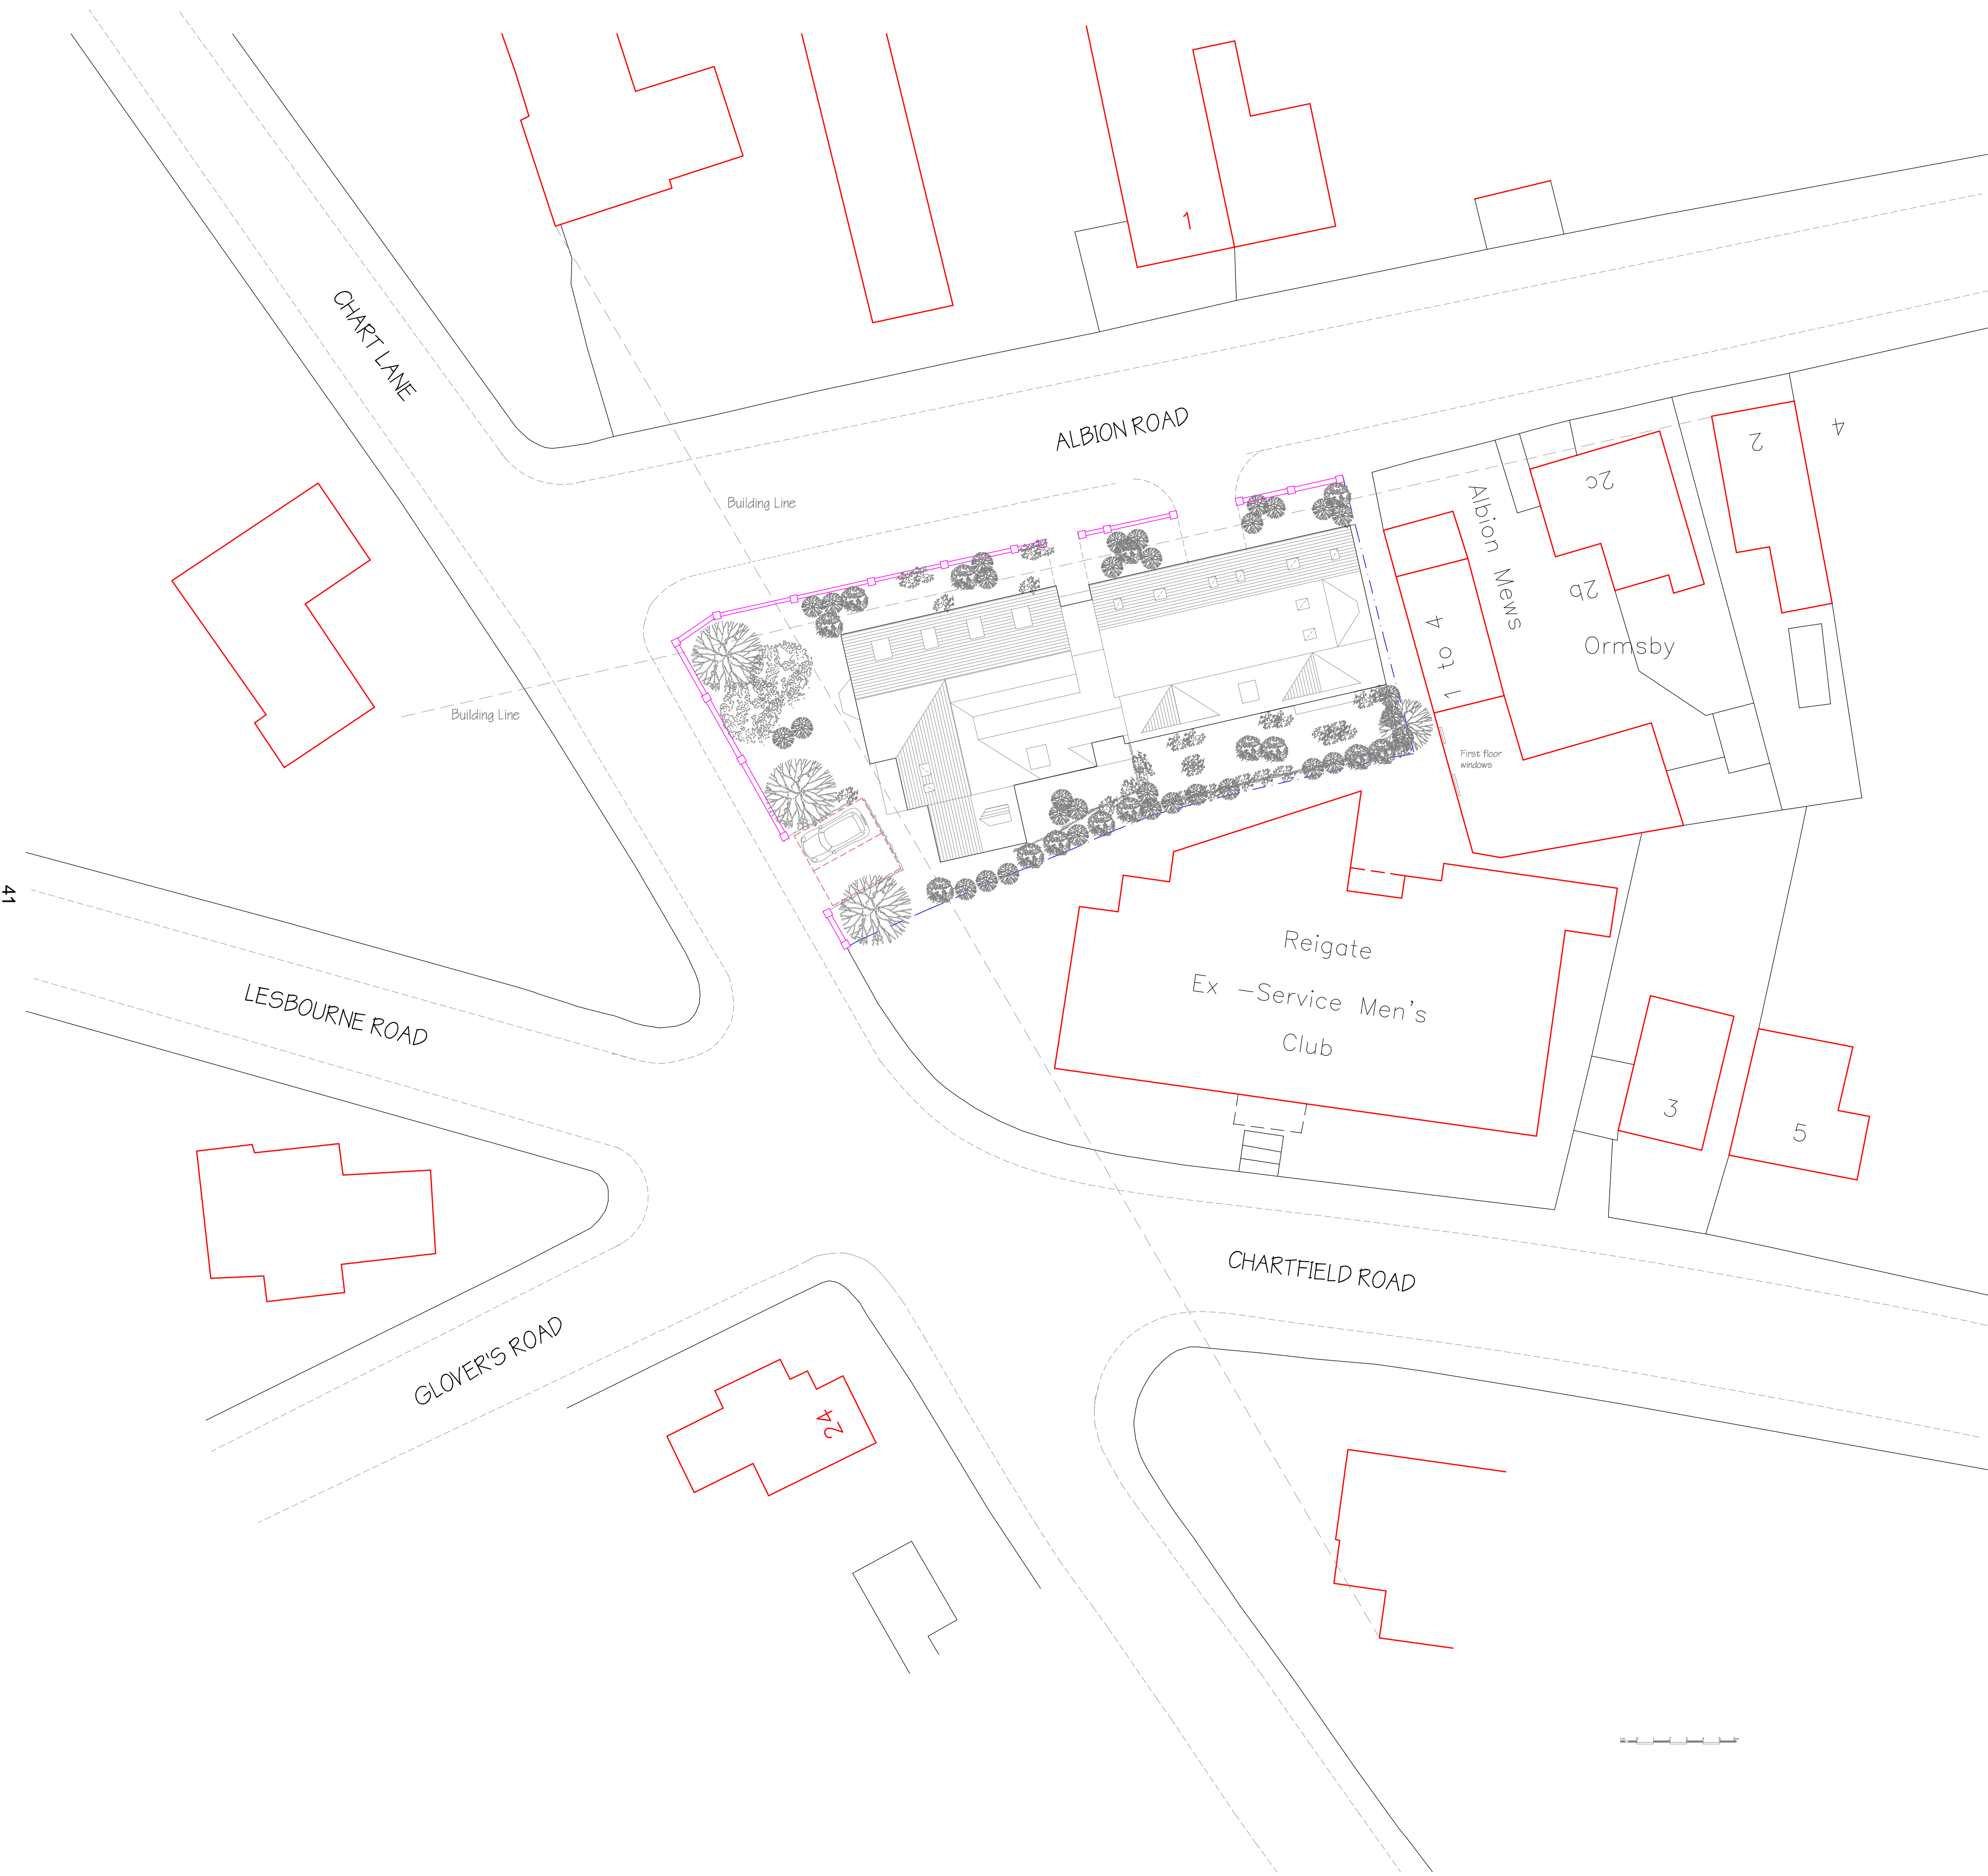 1
CHART LANE
ALBION ROAD
Building Line
Building Line
4
2
2c
2b
Albion Mews
1 to 4
Ormsby
First floor
windows
41
LESBOURNE ROAD
Reigate
Ex -Service Men's
Club
3
5
CHARTFIELD ROAD
GLOVER'S ROAD
24